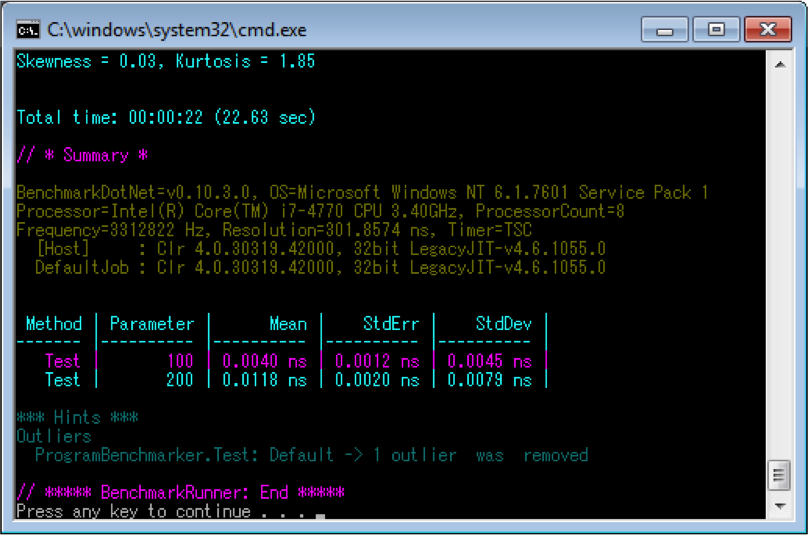 C:\windows\system32\cmd.exe
Skewness = 0.03, Kurtosis = 1.85
Total time: 00:00:22 (22.63 sec)
// * Summary *
BenchmarkDotNet=v0.10.3.0, OS=Microsoft Windows NT 6.1.7601 Service Pack 1
Processor=Intel(R) Core(TM) i7-4770 CPU 3.40GHz, ProcessorCount=8
Frequency=3312822 Hz, Resolution=301.8574 ns, Timer=TSC
  [Host]     : Clr 4.0.30319.42000, 32bit LegacyJIT-v4.6.1055.0
  DefaultJob : Clr 4.0.30319.42000, 32bit LegacyJIT-v4.6.1055.0
 Method | Parameter |      Mean |    StdErr |    StdDev |
------- |---------- |---------- |---------- |---------- |
   Test |       100 | 0.0040 ns | 0.0012 ns | 0.0045 ns |
   Test |       200 | 0.0118 ns | 0.0020 ns | 0.0079 ns |
*** Hints ***
Outliers
  ProgramBenchmarker.Test: Default -> 1 outlier  was  removed
// ***** BenchmarkRunner: End *****
Press any key to continue . . .